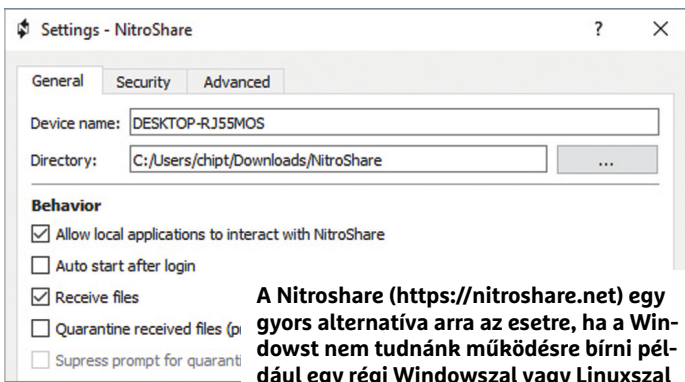 Settings - NitroShare ? ×
General Security Advanced
Device name: DESKTOP-RJ55MOS
Directory: C:/Users/chipt/Downloads/NitroShare ...
Behavior
Allow local applications to interact with NitroShare
Auto start after login
Receive files
Quarantine received files
Supress prompt for
A Nitroshare (https://nitroshare.net) egy
gyors alternatíva arra az esetre, ha a Win-
dowst nem tudnánk működésre bírni pél-
dául egy régi Windowszal vagy Linuxszal